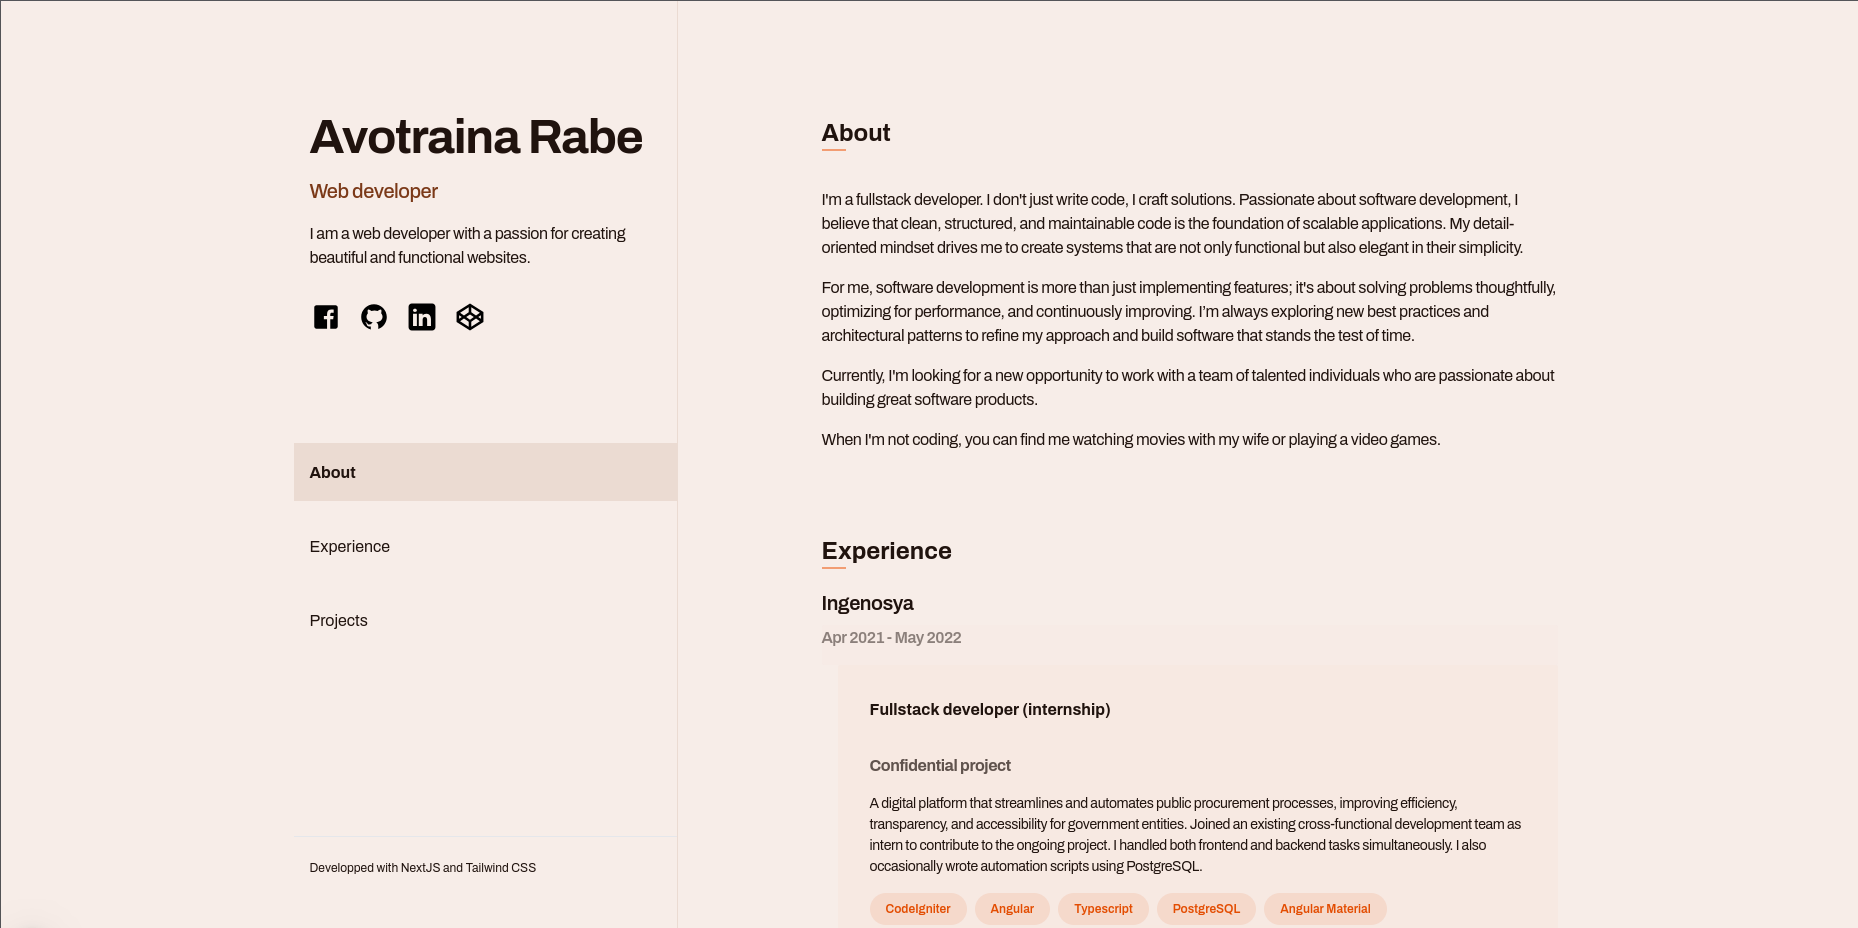 Avotraina Rabe
Web developer
I am a web developer with a passion for creating
beautiful and functional websites.
About
Experience
Projects
Developped with NextJS and Tailwind CSS
About
I'm a fullstack developer. I don't just write code, I craft solutions. Passionate about software development, I
believe that clean, structured, and maintainable code is the foundation of scalable applications. My detail-
oriented mindset drives me to create systems that are not only functional but also elegant in their simplicity.
For me, software development is more than just implementing features; it's about solving problems thoughtfully,
optimizing for performance, and continuously improving. I’m always exploring new best practices and
architectural patterns to refine my approach and build software that stands the test of time.
Currently, I'm looking for a new opportunity to work with a team of talented individuals who are passionate about
building great software products.
When I'm not coding, you can find me watching movies with my wife or playing a video games.
Experience
Ingenosya
Apr 2021 - May 2022
Fullstack developer (internship)
Confidential project
A digital platform that streamlines and automates public procurement processes, improving efficiency,
transparency, and accessibility for government entities. Joined an existing cross-functional development team as
intern to contribute to the ongoing project. I handled both frontend and backend tasks simultaneously. I also
occasionally wrote automation scripts using PostgreSQL.
CodeIgniter Angular Typescript PostgreSQL Angular Material